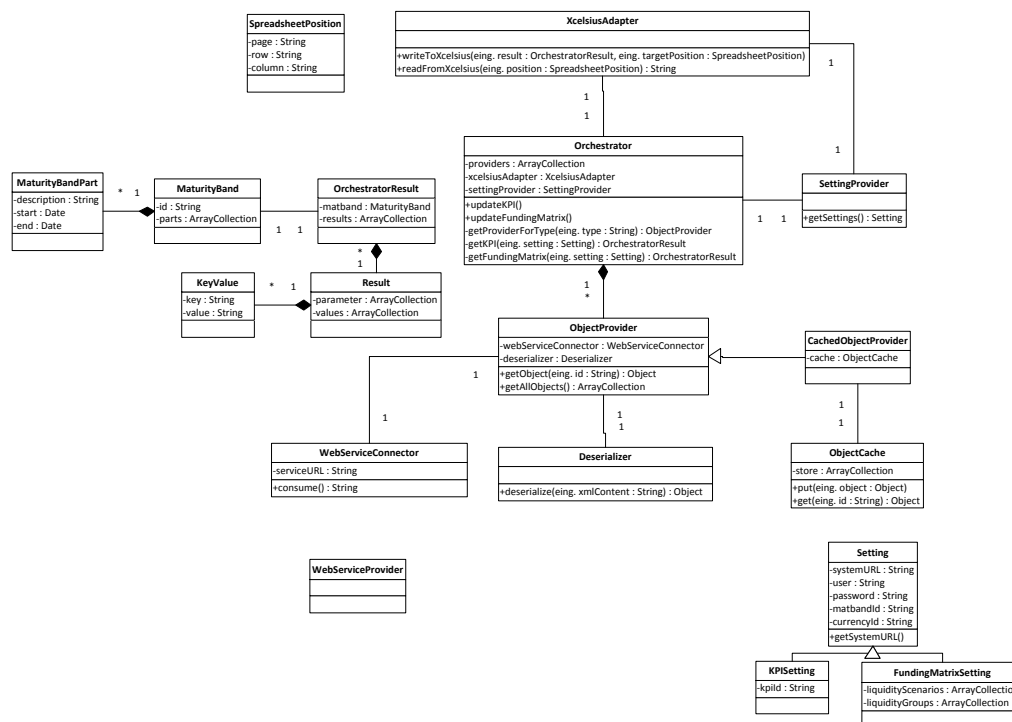 SpreadsheetPosition
-page : String
-row : String
-column : String
XcelsiusAdapter
+writeToXcelsius(eing. result : OrchestratorResult, eing. targetPosition : SpreadsheetPosition)
+readFromXcelsius(eing. position : SpreadsheetPosition) : String
1
1
1
1
Orchestrator
-providers : ArrayCollection
-xcelsiusAdapter : XcelsiusAdapter
-settingProvider : SettingProvider
+updateKPI()
+updateFundingMatrix()
-getProviderForType(eing. type : String) : ObjectProvider
-getKPI(eing. setting : Setting) : OrchestratorResult
-getFundingMatrix(eing. setting : Setting) : OrchestratorResult
1 1
SettingProvider
+getSettings() : Setting
MaturityBandPart
-description : String
-start : Date
-end : Date
* 1
MaturityBand
-id : String
-parts : ArrayCollection
1 1
OrchestratorResult
-matband : MaturityBand
-results : ArrayCollection
*
1
KeyValue
-key : String
-value : String
* 1
Result
-parameter : ArrayCollection
-values : ArrayCollection
1
*
ObjectProvider
-webServiceConnector : WebServiceConnector
-deserializer : Deserializer
+getObject(eing. id : String) : Object
+getAllObjects() : ArrayCollection
CachedObjectProvider
-cache : ObjectCache
1
1
1
1
1
1
WebServiceConnector
-serviceURL : String
+consume() : String
Deserializer
+deserialize(eing. xmlContent : String) : Object
ObjectCache
-store : ArrayCollection
+put(eing. object : Object)
+get(eing. id : String) : Object
WebServiceProvider
Setting
-systemURL : String
-user : String
-password : String
-matbandId : String
-currencyId : String
+getSystemURL()
KPISetting
-kpiId : String
FundingMatrixSetting
-liquidityScenarios : ArrayCollection
-liquidityGroups : ArrayCollection